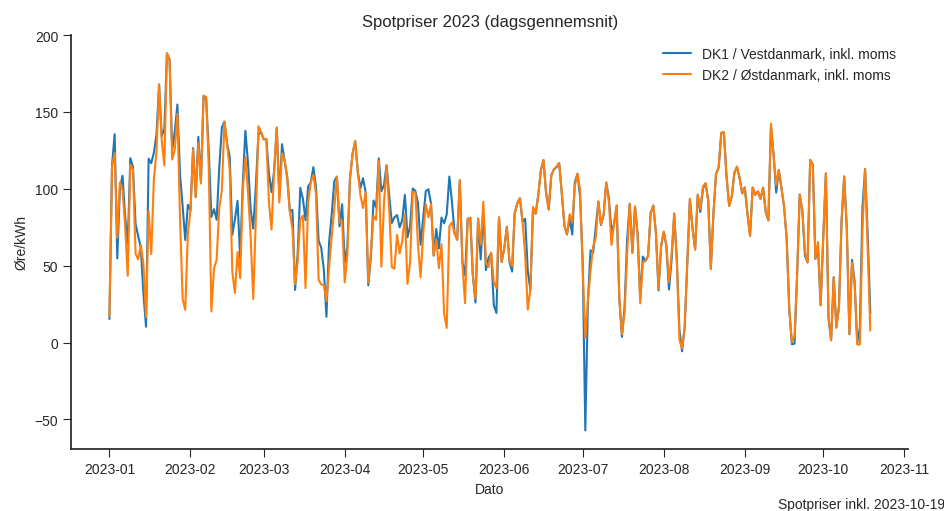 Spotpriser 2023 (dagsgennemsnit)
DK1 / Vestdanmark, inkl. moms
DK2 / Østdanmark, inkl. moms
Øre/kWh
200
150
100
50
0
−50
2023-01 2023-02 2023-03 2023-04 2023-05 2023-06 2023-07 2023-08 2023-09 2023-10 2023-11
Dato
Spotpriser inkl. 2023-10-19